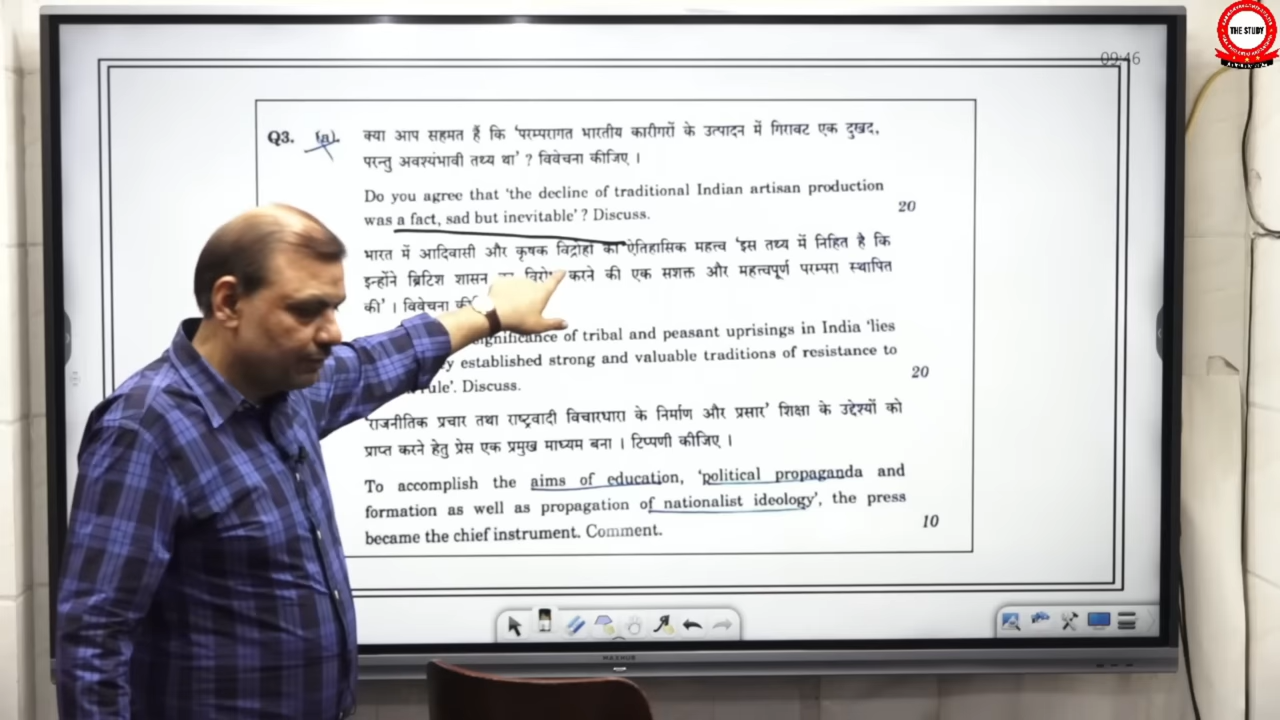 THE STUDY
09:46
Q3. (a). क्या आप सहमत हैं कि 'परम्परागत भारतीय कारीगरों के उत्पादन में गिरावट एक दुखद,
परन्तु अवश्यंभावी तथ्य था' ? विवेचना कीजिए ।
Do you agree that 'the decline of traditional Indian artisan production
was a fact, sad but inevitable' ? Discuss. 20
भारत में आदिवासी और कृषक विद्रोहों का ऐतिहासिक महत्त्व 'इस तथ्य में निहित है कि
इन्होंने ब्रिटिश शासन करने की एक सशक्त और महत्त्वपूर्ण परम्परा स्थापित
की' । विवेचना
of tribal and peasant uprisings in India 'lies
established strong and valuable traditions of resistance to
Discuss. 20
'राजनीतिक प्रचार तथा राष्ट्रवादी विचारधारा के निर्माण और प्रसार' शिक्षा के उद्देश्यों को
प्राप्त करने हेतु प्रेस एक प्रमुख माध्यम बना । टिप्पणी कीजिए ।
To accomplish the aims of education, 'political propaganda and
formation as well as propagation of nationalist ideology', the press
became the chief instrument. Comment. 10
MAXHUB